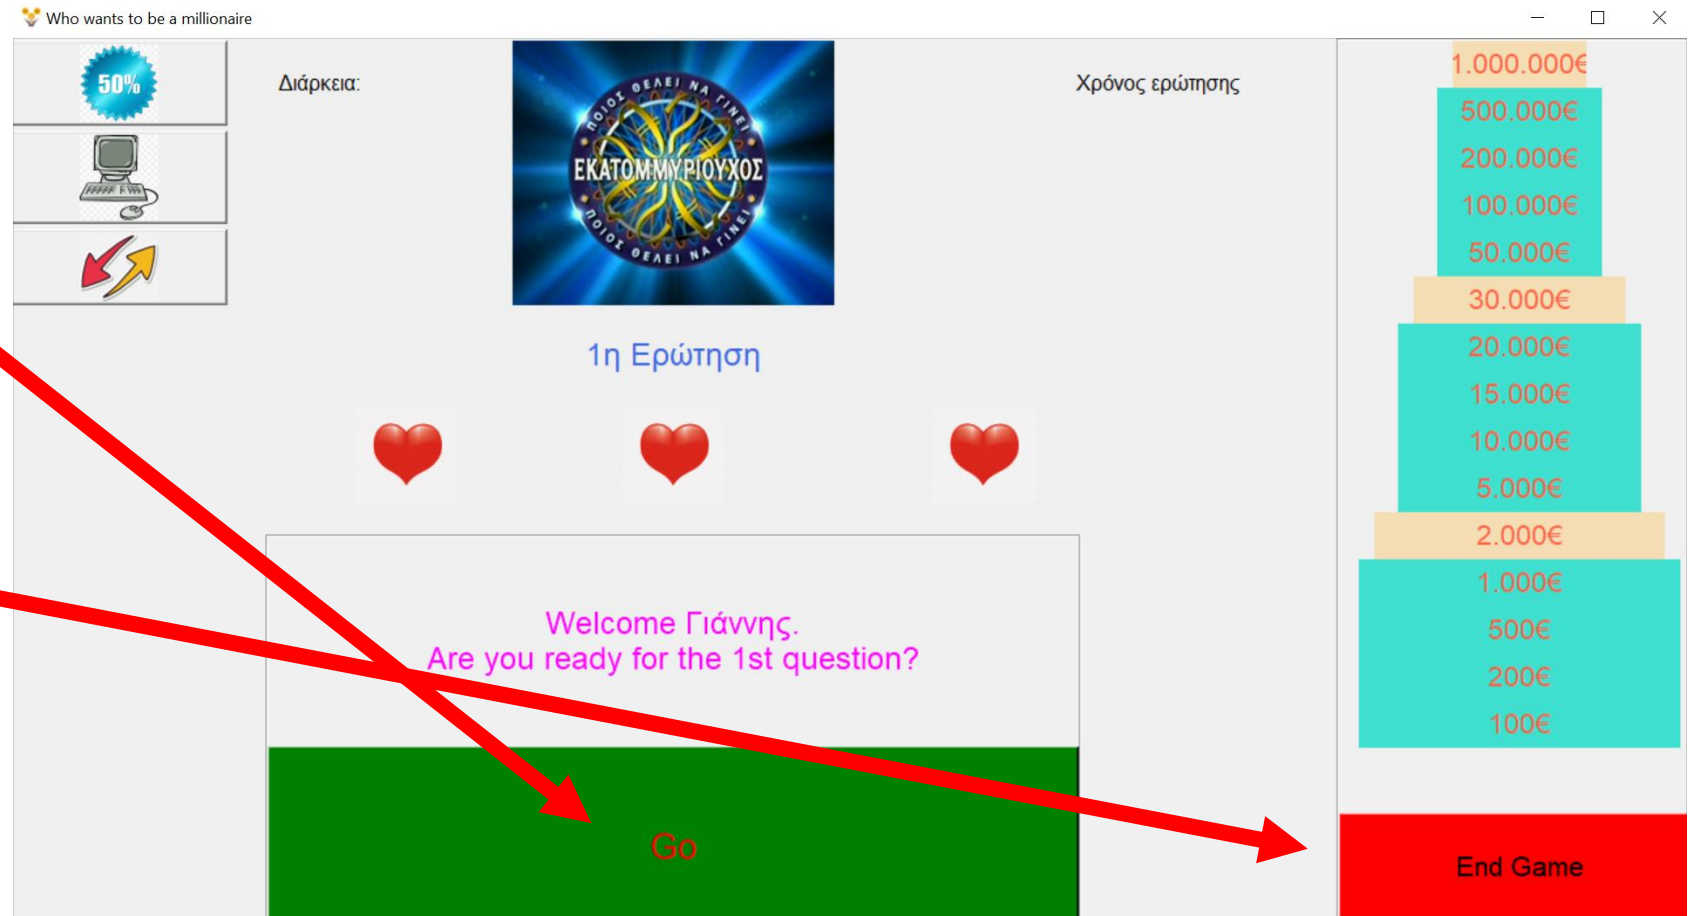 Who wants to be a millionaire
50%
Διάρκεια:
ΠΟΙΟΣ ΘΕΛΕΙ ΝΑ ΓΙΝΕΙ
ΕΚΑΤΟΜΜΥΡΙΟΥΧΟΣ
ΠΟΙΟΣ ΘΕΛΕΙ ΝΑ ΓΙΝΕΙ
Χρόνος ερώτησης
1η Ερώτηση
Welcome Γιάννης.
Are you ready for the 1st question?
Go
1.000.000€
500.000€
200.000€
100.000€
50.000€
30.000€
20.000€
15.000€
10.000€
5.000€
2.000€
1.000€
500€
200€
100€
End Game